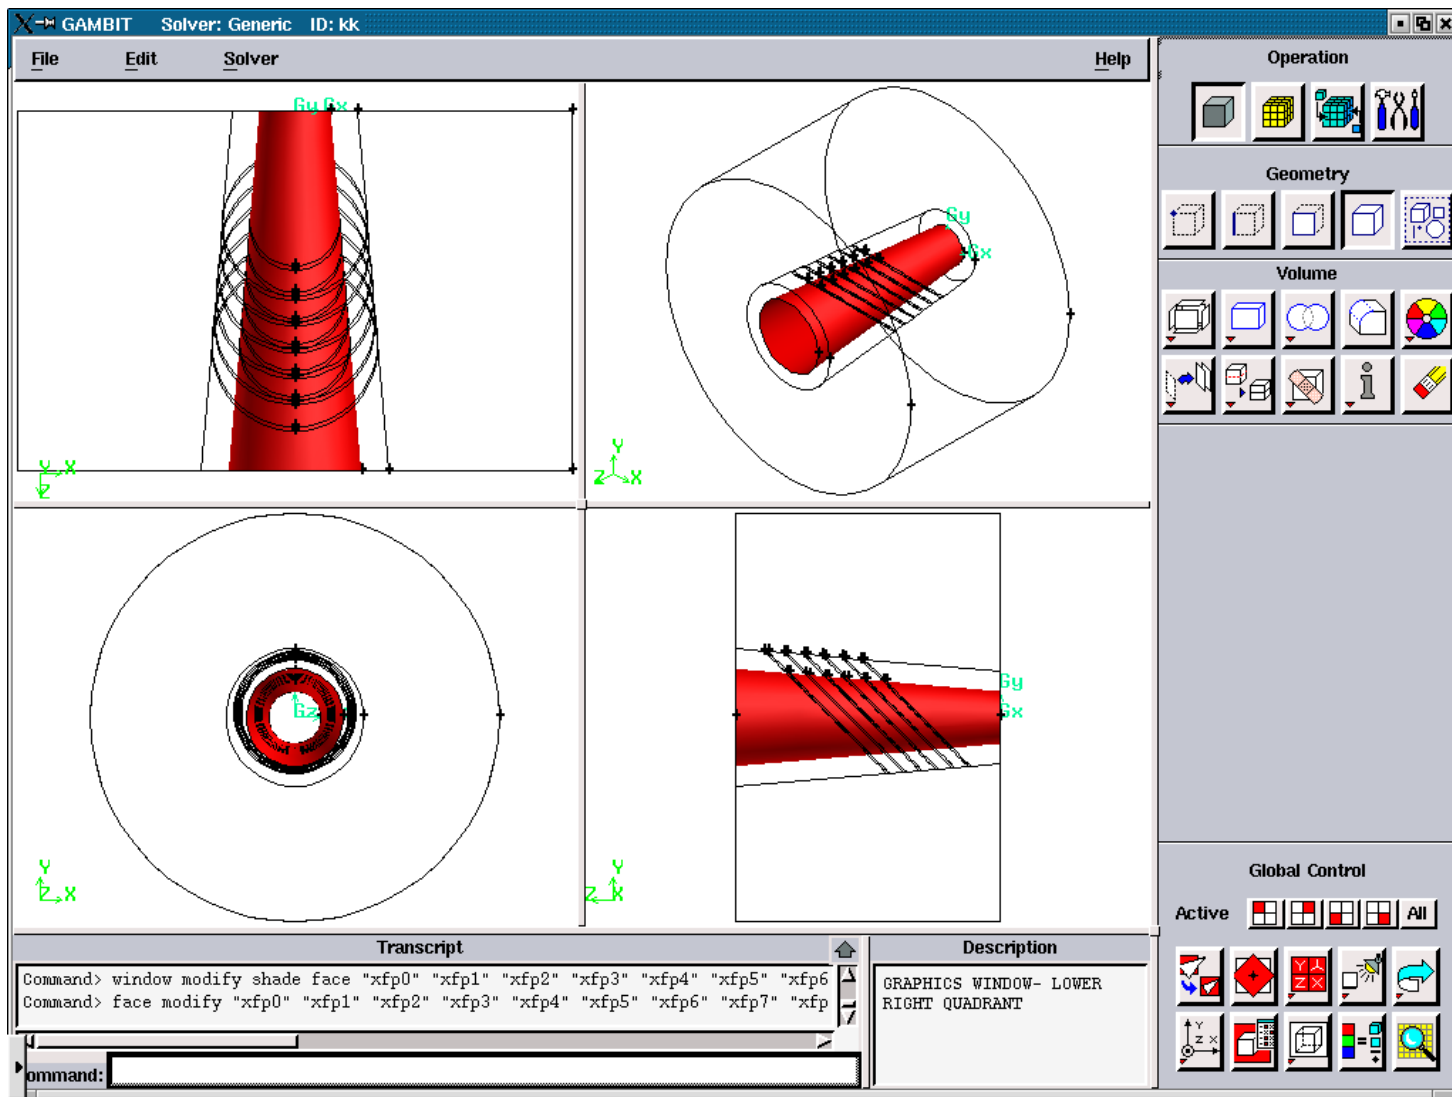 GAMBIT Solver: Generic ID: kk
File Edit Solver Help
Operation
Geometry
Volume
Gy Gx
Gy
Gx
Y X
Z
Y
Z X
Gz
Gy
Gx
Y
Z X
Y
Z X
Transcript
Command> window modify shade face "xfp0" "xfp1" "xfp2" "xfp3" "xfp4" "xfp5" "xfp6
Command> face modify "xfp0" "xfp1" "xfp2" "xfp3" "xfp4" "xfp5" "xfp6" "xfp7" "xfp
ommand:
Description
GRAPHICS WINDOW- LOWER
RIGHT QUADRANT
Global Control
Active All
Y
Z X
Y
Z X